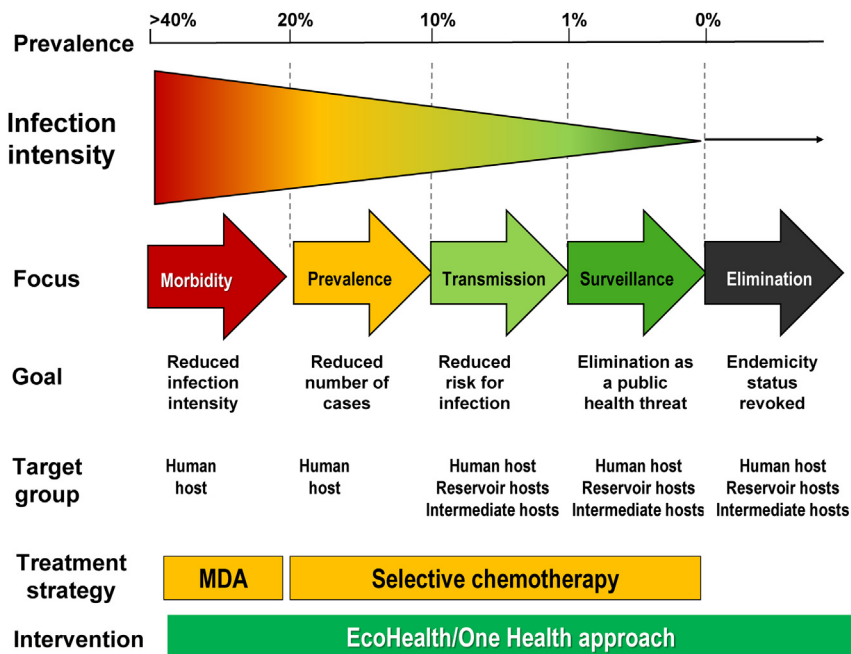 >40% 20% 10% 1% 0%
Prevalence
Infection
intensity
Focus
Morbidity Prevalence Transmission Surveillance Elimination
Goal
Reduced
infection
intensity
Reduced
number of
cases
Reduced
risk for
infection
Elimination as
a public
health threat
Endemicity
status
revoked
Target
group
Human
host
Human
host
Human host
Reservoir hosts
Intermediate hosts
Human host
Reservoir hosts
Intermediate hosts
Human host
Reservoir hosts
Intermediate hosts
Treatment
strategy
MDA
Selective chemotherapy
Intervention
EcoHealth/One Health approach